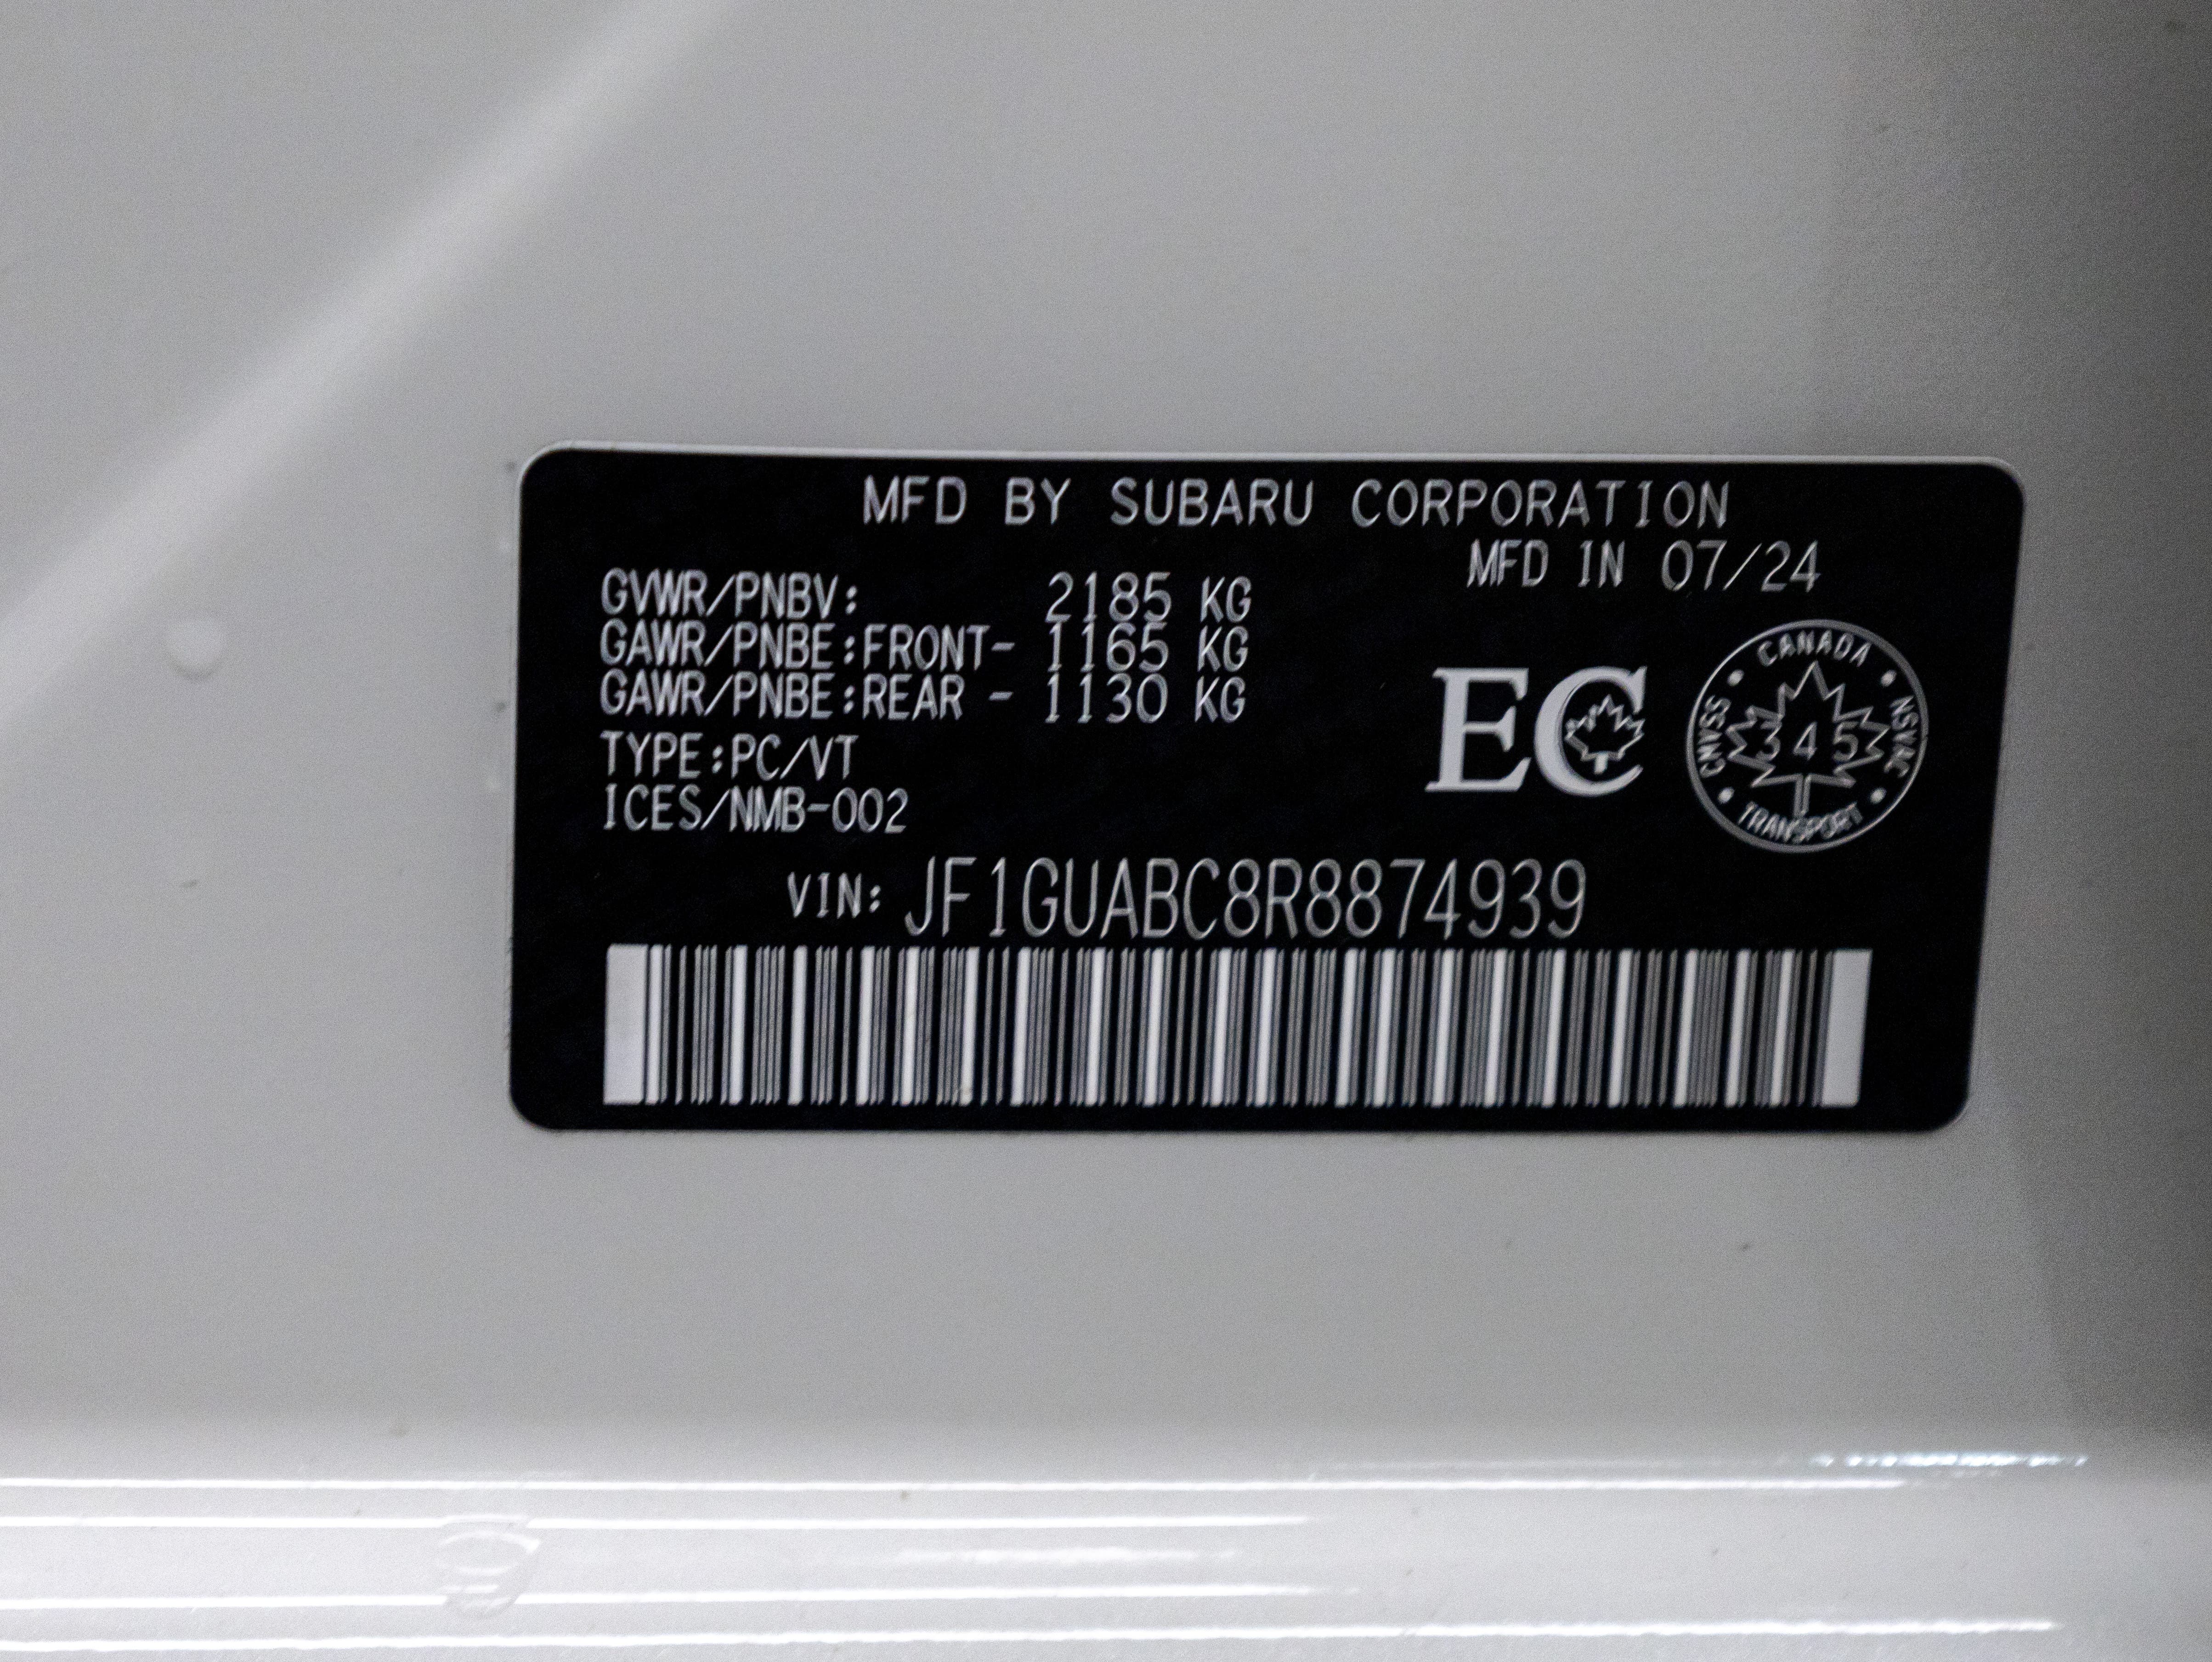 MFD BY SUBARU CORPORATION
MFD IN 07/24
GVWR/PNBV: 2185 KG
GAWR/PNBE:FRONT- 1165 KG
GAWR/PNBE:REAR - 1130 KG
TYPE:PC/VT
ICES/NMB-002
EC
CANADA
CMVSS
NSVAC
345
TRANSPORT
VIN: JF1GUABC8R8874939